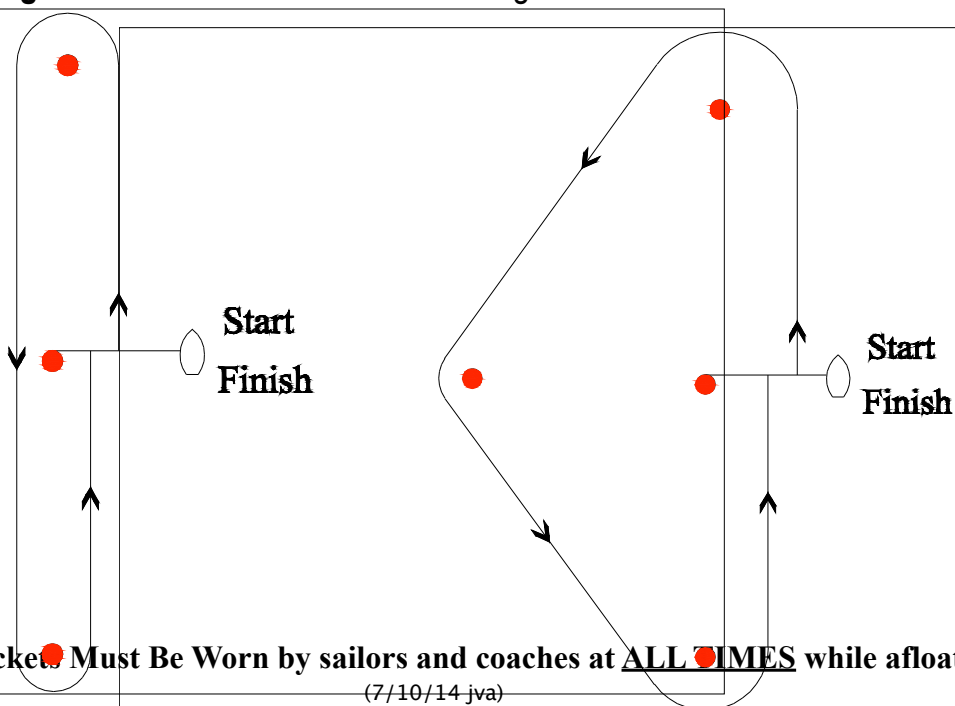 Start
Finish
Start
Finish
Must Be Worn by sailors and coaches at ALL TIMES while afloat
(7/10/14 jva)